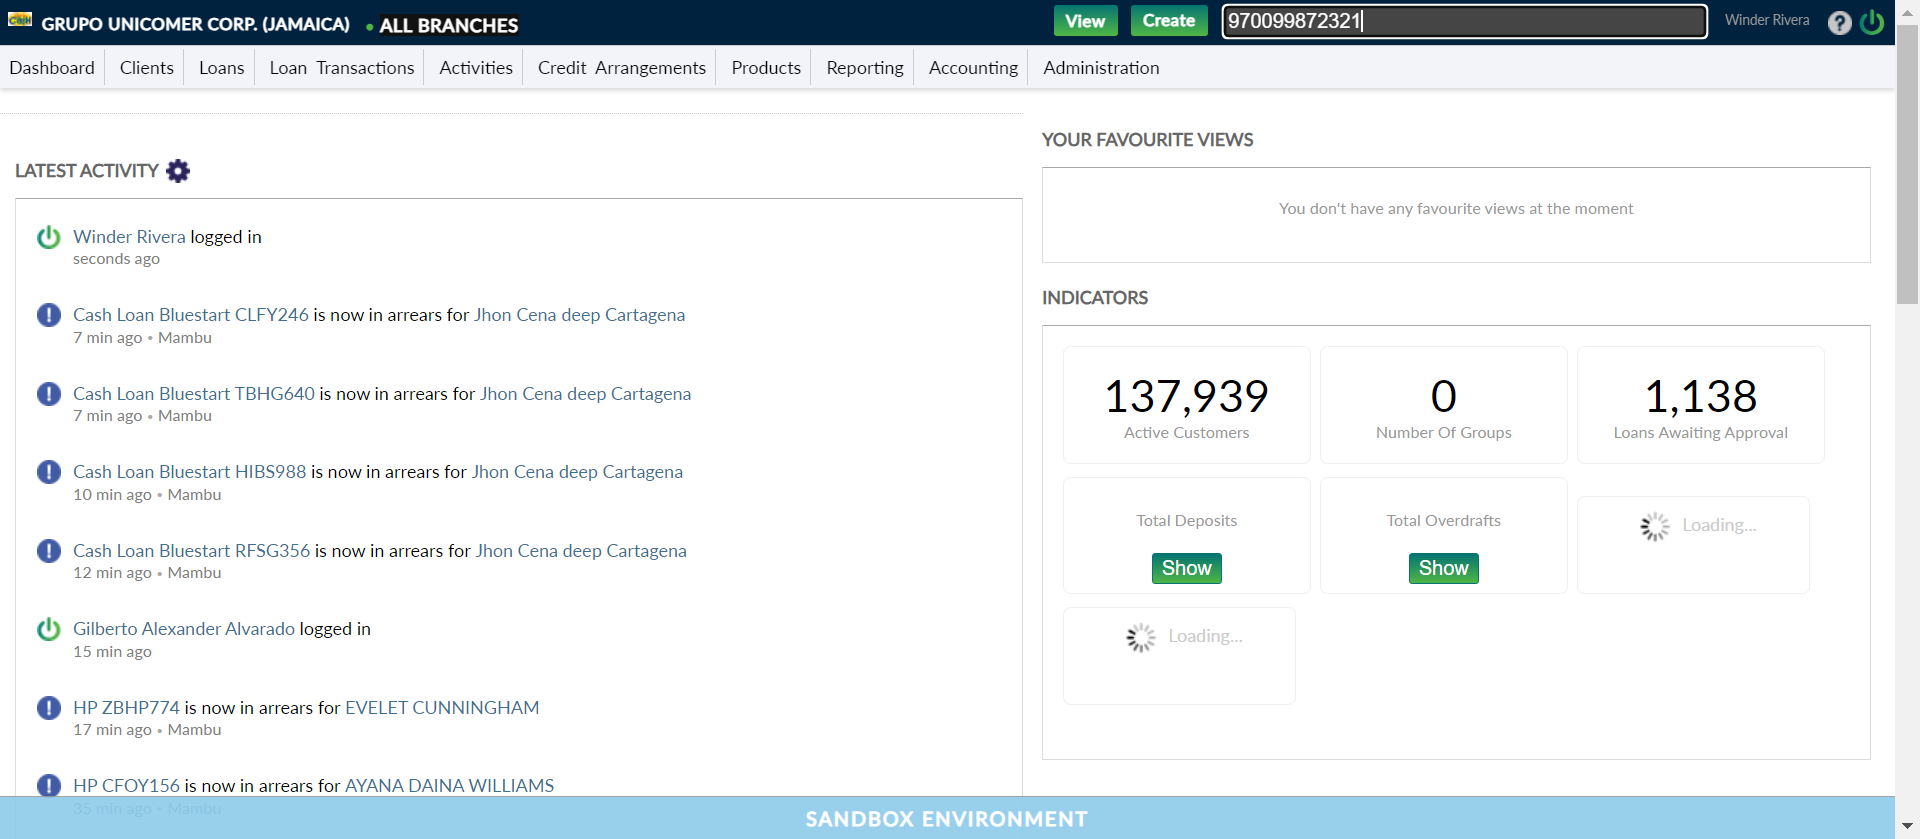 GRUPO UNICOMER CORP. (JAMAICA) • ALL BRANCHES
View Create 970099872321 Winder Rivera ?
Dashboard Clients Loans Loan Transactions Activities Credit Arrangements Products Reporting Accounting Administration
LATEST ACTIVITY
Winder Rivera logged in
seconds ago
Cash Loan Bluestart CLFY246 is now in arrears for Jhon Cena deep Cartagena
7 min ago • Mambu
Cash Loan Bluestart TBHG640 is now in arrears for Jhon Cena deep Cartagena
7 min ago • Mambu
Cash Loan Bluestart HIBS988 is now in arrears for Jhon Cena deep Cartagena
10 min ago • Mambu
Cash Loan Bluestart RFSG356 is now in arrears for Jhon Cena deep Cartagena
12 min ago • Mambu
Gilberto Alexander Alvarado logged in
15 min ago
HP ZBHP774 is now in arrears for EVELET CUNNINGHAM
17 min ago • Mambu
HP CFOY156 is now in arrears for AYANA DAINA WILLIAMS
35 min ago • Mambu
YOUR FAVOURITE VIEWS
You don't have any favourite views at the moment
INDICATORS
137,939
Active Customers
0
Number Of Groups
1,138
Loans Awaiting Approval
Total Deposits
Show
Total Overdrafts
Show
Loading...
Loading...
SANDBOX ENVIRONMENT